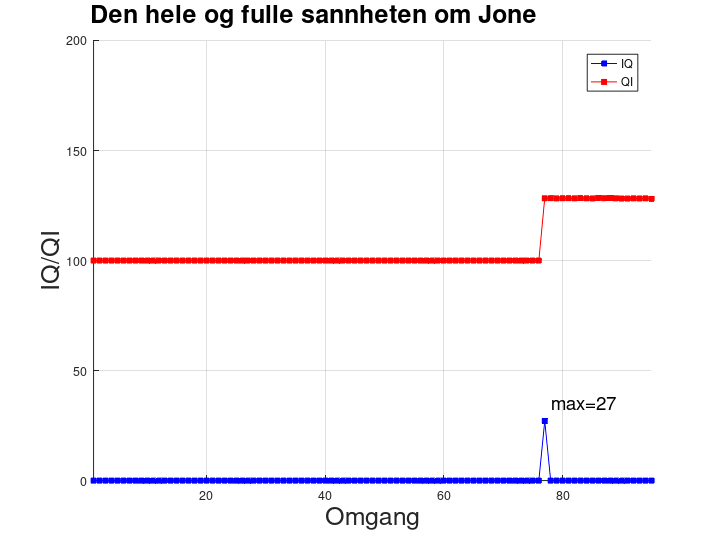 Den hele og fulle sannheten om Jone
200
IQ
QI
150
IQ/QI
100
50
max=27
0
20 40 60 80
Omgang